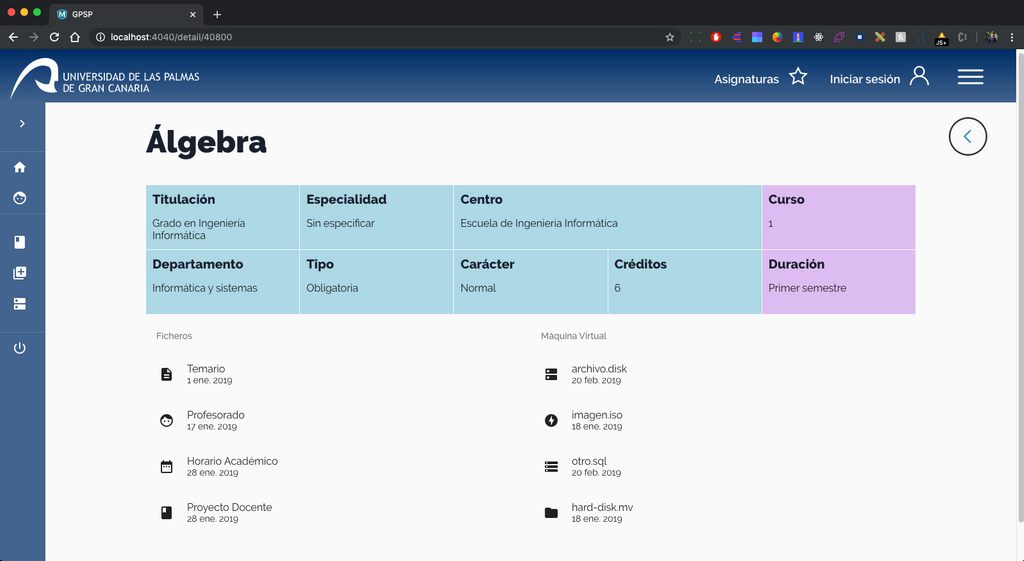 GPSP
localhost:4040/detail/40800
JS+
UNIVERSIDAD DE LAS PALMAS
DE GRAN CANARIA
Asignaturas
Iniciar sesión
Álgebra
Titulación
Grado en Ingeniería
Informática
Especialidad
Sin especificar
Centro
Escuela de Ingeniería Informática
Curso
1
Departamento
Informática y sistemas
Tipo
Obligatoria
Carácter
Normal
Créditos
6
Duración
Primer semestre
Ficheros
Temario
1 ene. 2019
Profesorado
17 ene. 2019
Horario Académico
28 ene. 2019
Proyecto Docente
28 ene. 2019
Máquina Virtual
archivo.disk
20 feb. 2019
imagen.iso
18 ene. 2019
otro.sql
20 feb. 2019
hard-disk.mv
18 ene. 2019